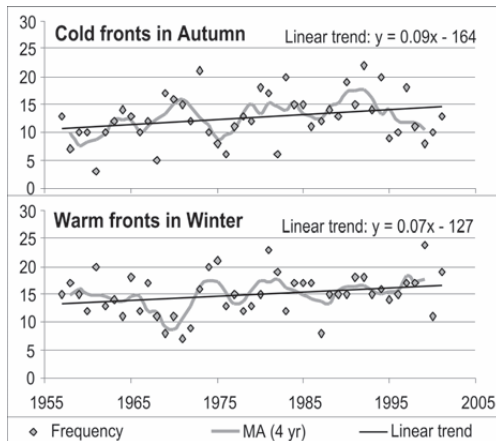 Cold fronts in Autumn
Linear trend: y = 0.09x - 164
30
25
20
15
10
5
0
Warm fronts in Winter
Linear trend: y = 0.07x - 127
30
25
20
15
10
5
0
1955 1965 1975 1985 1995 2005
Frequency MA (4 yr) Linear trend